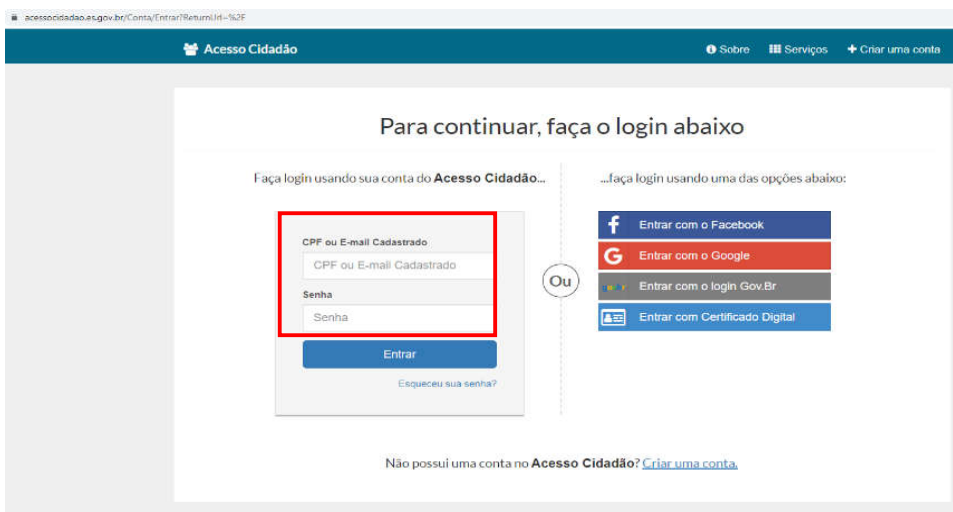 acessocidadao.es.gov.br/Conta/Entrar?ReturnUrl=%2F
Acesso Cidadão
Sobre
Serviços
Criar uma conta
Para continuar, faça o login abaixo
Faça login usando sua conta do Acesso Cidadão...
...faça login usando uma das opções abaixo:
CPF ou E-mail Cadastrado
CPF ou E-mail Cadastrado
Senha
Senha
Entrar
Esqueceu sua senha?
Ou
Entrar com o Facebook
Entrar com o Google
Entrar com o login Gov.Br
Entrar com Certificado Digital
Não possui uma conta no Acesso Cidadão? Criar uma conta.